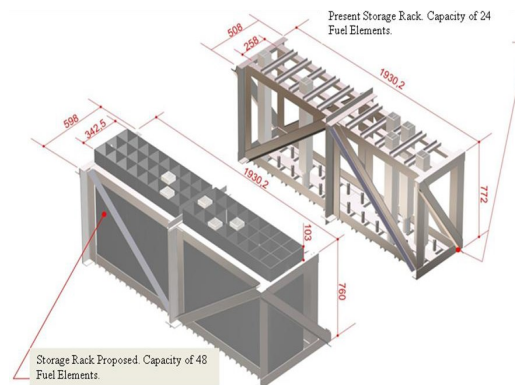 Present Storage Rack. Capacity of 24
Fuel Elements.
508
258
1930,2
772
598
342,5
1930,2
103
760
Storage Rack Proposed. Capacity of 48
Fuel Elements.